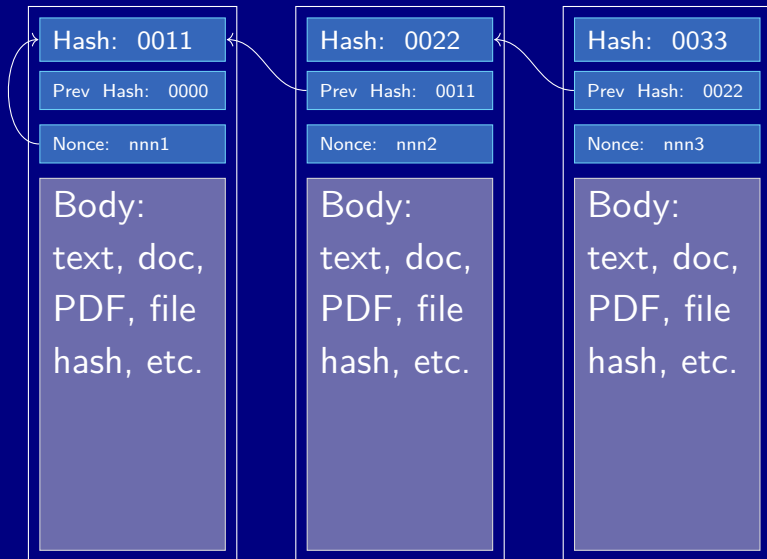 Hash: 0011
Prev Hash: 0000
Nonce: nnn1
Body:
text, doc,
PDF, file
hash, etc.
Hash: 0022
Prev Hash: 0011
Nonce: nnn2
Body:
text, doc,
PDF, file
hash, etc.
Hash: 0033
Prev Hash: 0022
Nonce: nnn3
Body:
text, doc,
PDF, file
hash, etc.